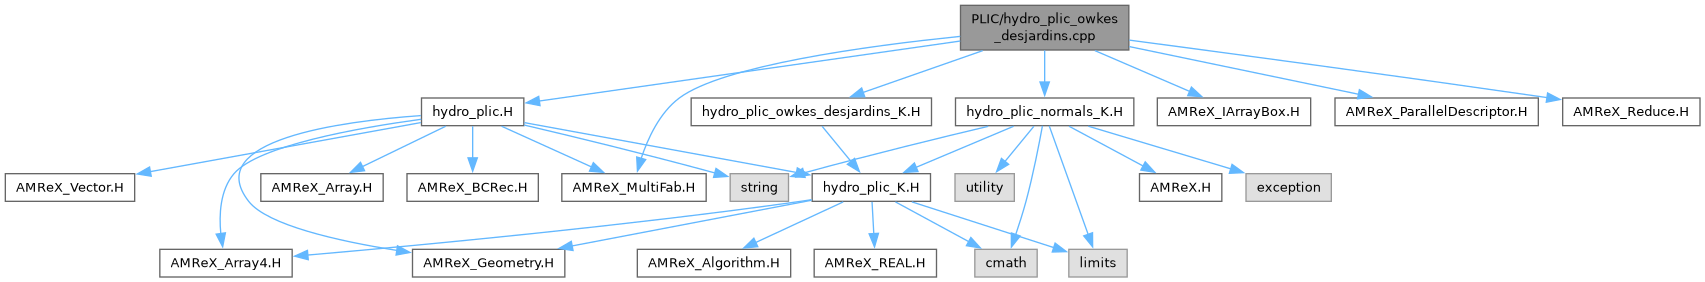 PLIC/hydro_plic_owkes
_desjardins.cpp
hydro_plic.H
hydro_plic_owkes_desjardins_K.H
hydro_plic_normals_K.H
AMReX_IArrayBox.H
AMReX_ParallelDescriptor.H
AMReX_Reduce.H
AMReX_Vector.H
AMReX_Array.H
AMReX_BCRec.H
AMReX_MultiFab.H
string
hydro_plic_K.H
utility
AMReX.H
exception
AMReX_Array4.H
AMReX_Geometry.H
AMReX_Algorithm.H
AMReX_REAL.H
cmath
limits